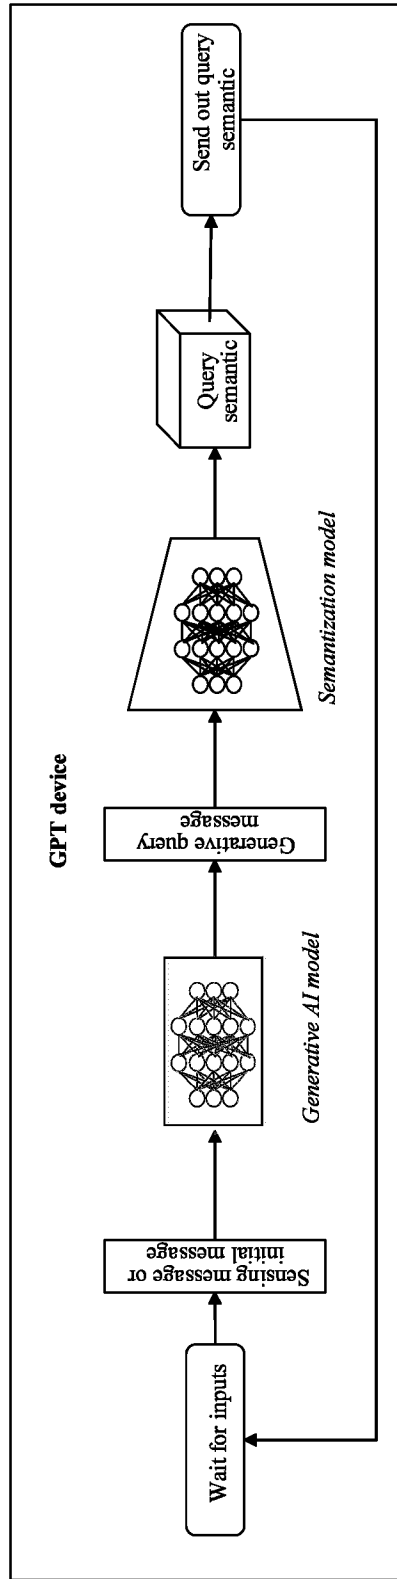 GPT device
Wait for inputs
Sensing message or
initial message
Generative AI model
Generative query
message
Semantization model
Query
semantic
Send out query
semantic